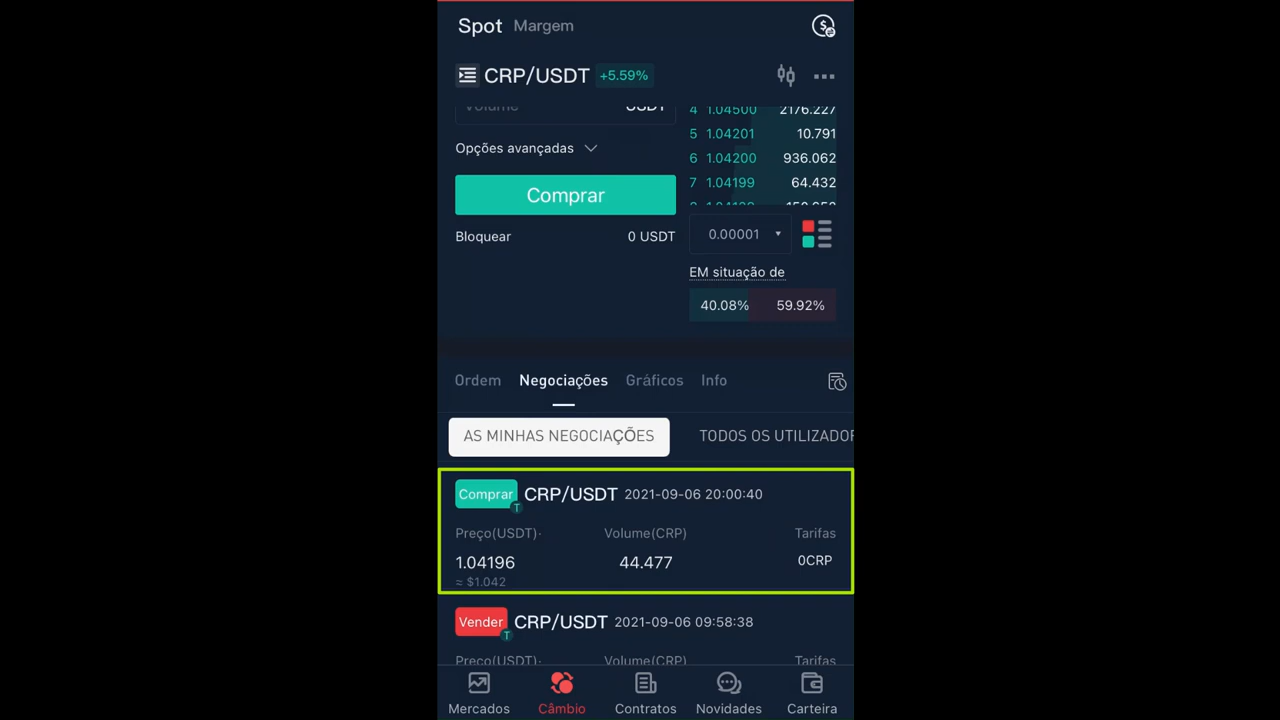 Spot Margem
CRP/USDT +5.59%
Volume USDT
4 1.04500 2176.227
Opções avançadas
5 1.04201 10.791
6 1.04200 936.062
Comprar
7 1.04199 64.432
Bloquear 0 USDT
0.00001
EM situação de
40.08% 59.92%
Ordem Negociações Gráficos Info
AS MINHAS NEGOCIAÇÕES TODOS OS UTILIZADOR
Comprar T CRP/USDT 2021-09-06 20:00:40
Preço(USDT)· Volume(CRP) Tarifas
1.04196 44.477 0CRP
≈ $1.042
Vender T CRP/USDT 2021-09-06 09:58:38
Preço(USDT)· Volume(CRP) Tarifas
Mercados Câmbio Contratos Novidades Carteira